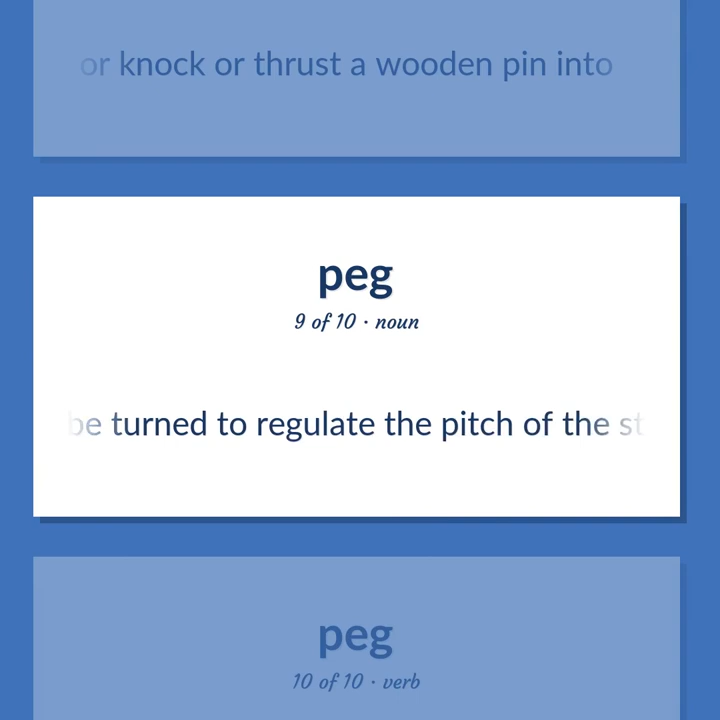 or knock or thrust a wooden pin into
peg
9 of 10 · noun
be turned to regulate the pitch of the st
peg
10 of 10 · verb